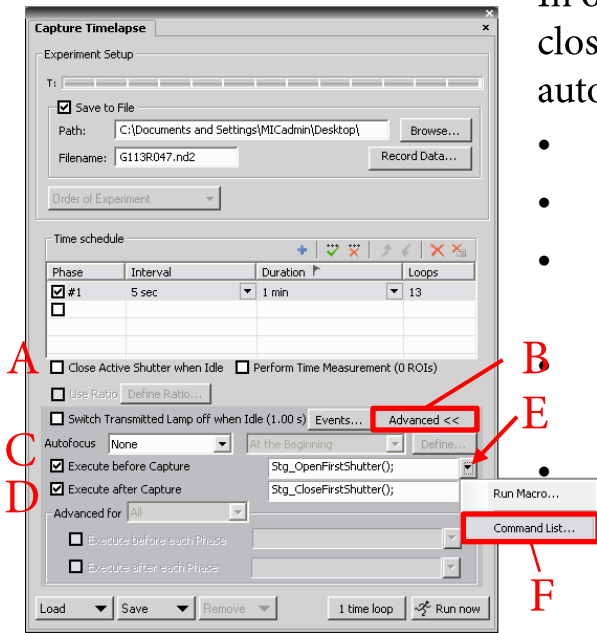 In o
clos
auto
Capture Timelapse
Experiment Setup
T:
Save to File
Path: C:\Documents and Settings\MICadmin\Desktop\ Browse...
Filename: G113R047.nd2 Record Data...
Order of Experiment
Time schedule
Phase Interval Duration Loops
#1 5 sec 1 min 13
A Close Active Shutter when Idle Perform Time Measurement (0 ROIs) B
Use Ratio Define Ratio...
Switch Transmitted Lamp off when Idle (1.00 s) Events... Advanced << E
Autofocus None At the Beginning Define...
C Execute before Capture Stg_OpenFirstShutter();
D Execute after Capture Stg_CloseFirstShutter(); Run Macro...
Advanced for All
Command List...
Execute before each Phase
Execute after each Phase
F
Load Save Remove 1 time loop Run now